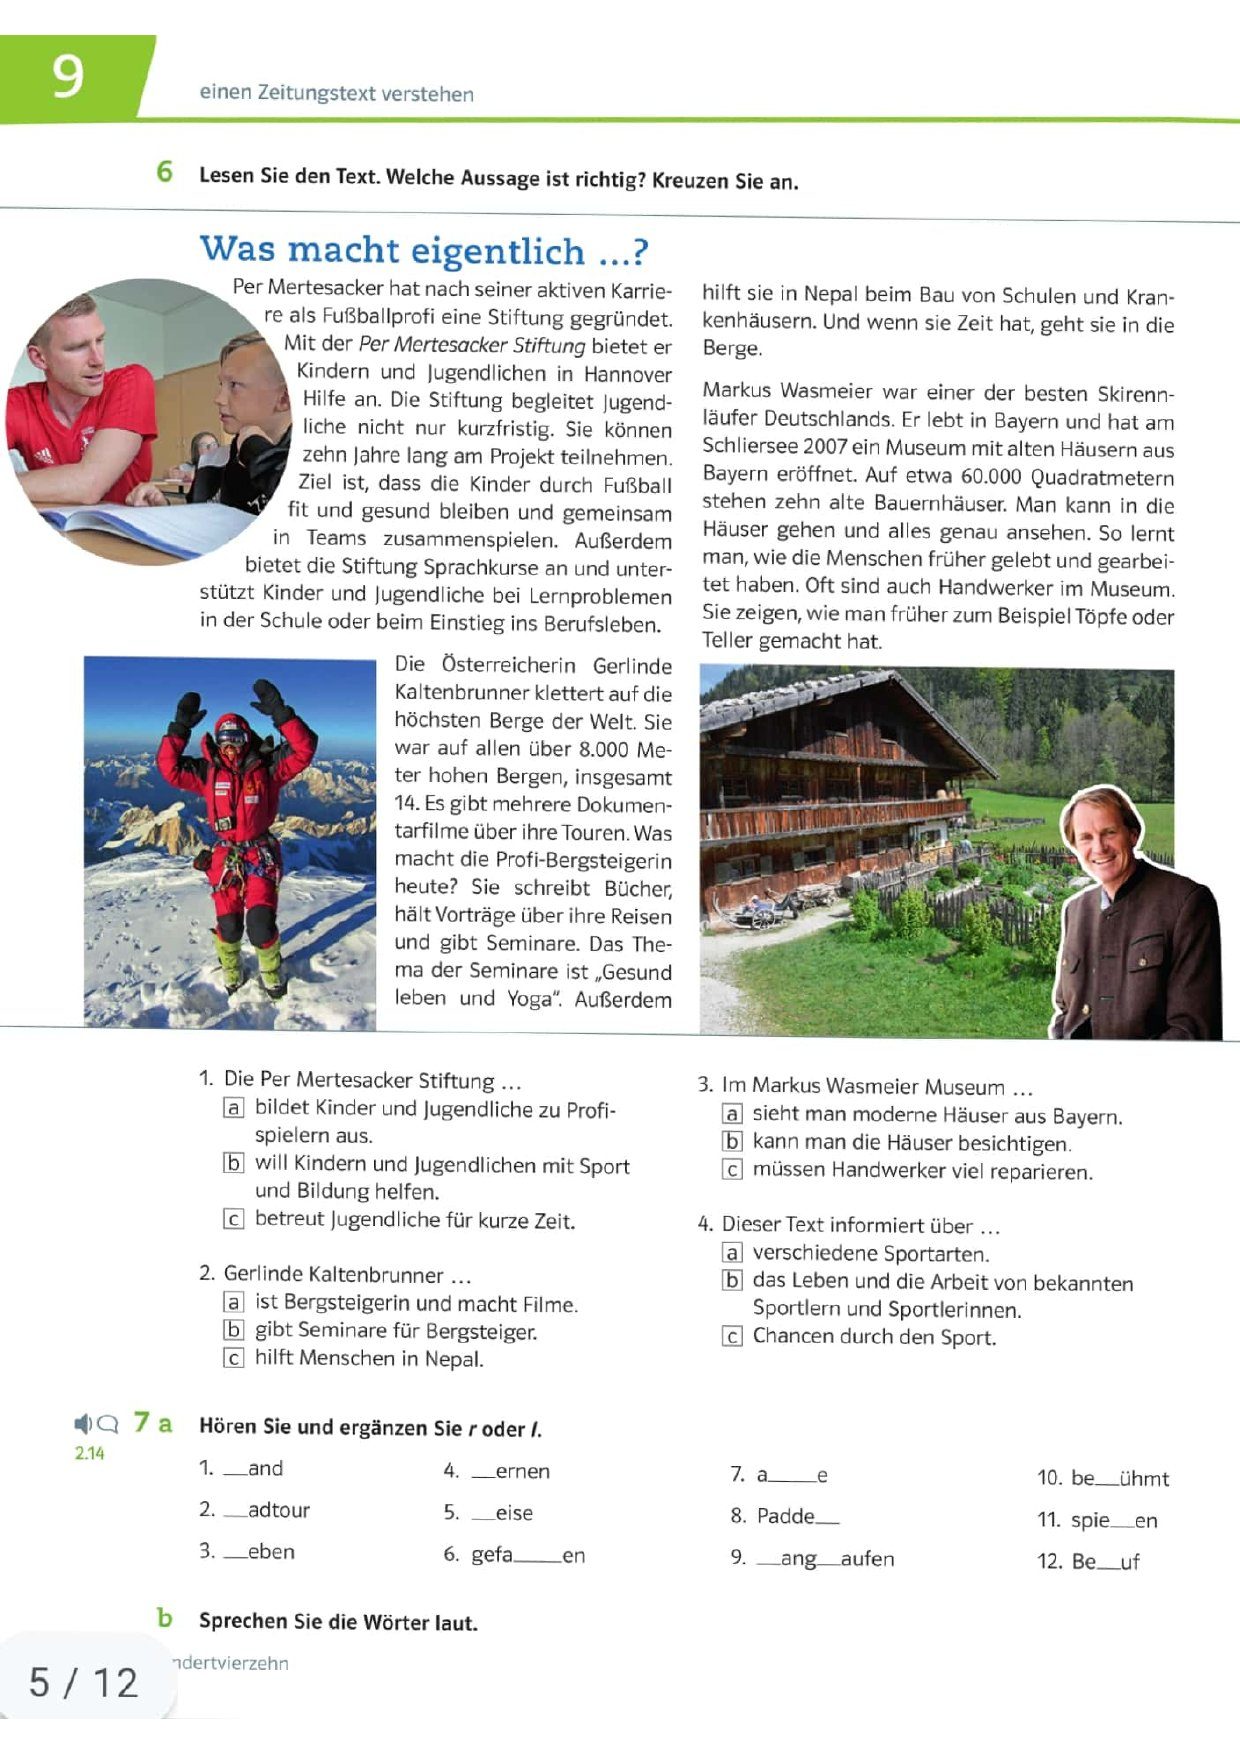 9
einen Zeitungstext verstehen
6 Lesen Sie den Text. Welche Aussage ist richtig? Kreuzen Sie an.
Was macht eigentlich ...?
Per Mertesacker hat nach seiner aktiven Karrie-
re als Fußballprofi eine Stiftung gegründet.
Mit der Per Mertesacker Stiftung bietet er
Kindern und Jugendlichen in Hannover
Hilfe an. Die Stiftung begleitet Jugend-
liche nicht nur kurzfristig. Sie können
zehn Jahre lang am Projekt teilnehmen.
Ziel ist, dass die Kinder durch Fußball
fit und gesund bleiben und gemeinsam
in Teams zusammenspielen. Außerdem
bietet die Stiftung Sprachkurse an und unter-
stützt Kinder und Jugendliche bei Lernproblemen
in der Schule oder beim Einstieg ins Berufsleben.
Die Österreicherin Gerlinde
Kaltenbrunner klettert auf die
höchsten Berge der Welt. Sie
war auf allen über 8.000 Me-
ter hohen Bergen, insgesamt
14. Es gibt mehrere Dokumen-
tarfilme über ihre Touren. Was
macht die Profi-Bergsteigerin
heute? Sie schreibt Bücher,
hält Vorträge über ihre Reisen
und gibt Seminare. Das The-
ma der Seminare ist „Gesund
leben und Yoga“. Außerdem
hilft sie in Nepal beim Bau von Schulen und Kran-
kenhäusern. Und wenn sie Zeit hat, geht sie in die
Berge.
Markus Wasmeier war einer der besten Skirenn-
läufer Deutschlands. Er lebt in Bayern und hat am
Schliersee 2007 ein Museum mit alten Häusern aus
Bayern eröffnet. Auf etwa 60.000 Quadratmetern
stehen zehn alte Bauernhäuser. Man kann in die
Häuser gehen und alles genau ansehen. So lernt
man, wie die Menschen früher gelebt und gearbei-
tet haben. Oft sind auch Handwerker im Museum.
Sie zeigen, wie man früher zum Beispiel Töpfe oder
Teller gemacht hat.
1. Die Per Mertesacker Stiftung ...
a bildet Kinder und Jugendliche zu Profi-
spielern aus.
b will Kindern und Jugendlichen mit Sport
und Bildung helfen.
c betreut Jugendliche für kurze Zeit.
2. Gerlinde Kaltenbrunner ...
a ist Bergsteigerin und macht Filme.
b gibt Seminare für Bergsteiger.
c hilft Menschen in Nepal.
3. Im Markus Wasmeier Museum ...
a sieht man moderne Häuser aus Bayern.
b kann man die Häuser besichtigen.
c müssen Handwerker viel reparieren.
4. Dieser Text informiert über ...
a verschiedene Sportarten.
b das Leben und die Arbeit von bekannten
Sportlern und Sportlerinnen.
c Chancen durch den Sport.
7 a Hören Sie und ergänzen Sie r oder l.
2.14
1. __and
2. __adtour
3. __eben
4. __ernen
5. __eise
6. gefa____en
7. a____e
8. Padde__
9. __ang__aufen
10. be__ühmt
11. spie__en
12. Be__uf
b Sprechen Sie die Wörter laut.
ndertvierzehn
5 / 12